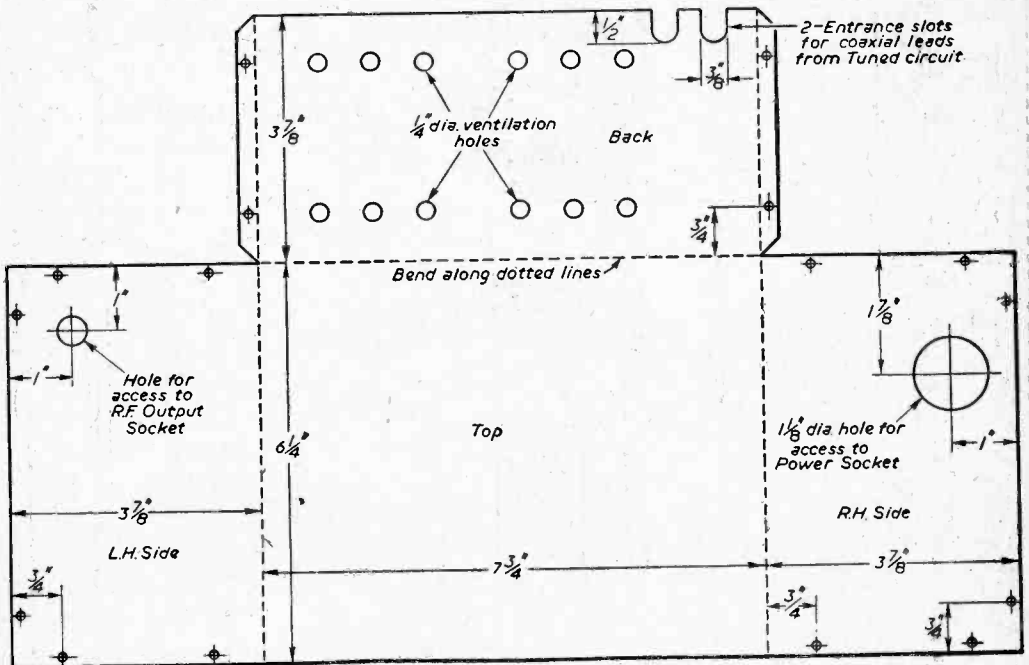 1/2"
2-Entrance slots
for coaxial leads
from Tuned circuit
3/8"
3 7/8"
1/4" dia. ventilation
holes
Back
3/4"
Bend along dotted lines
1"
1"
Hole for
access to
R.F. Output
Socket
1 7/8"
1 1/8" dia. hole for
access to
Power Socket
1"
6 1/4"
Top
3 7/8"
L.H. Side
R.H. Side
7 3/4"
3 7/8"
3/4"
3/4"
3/4"